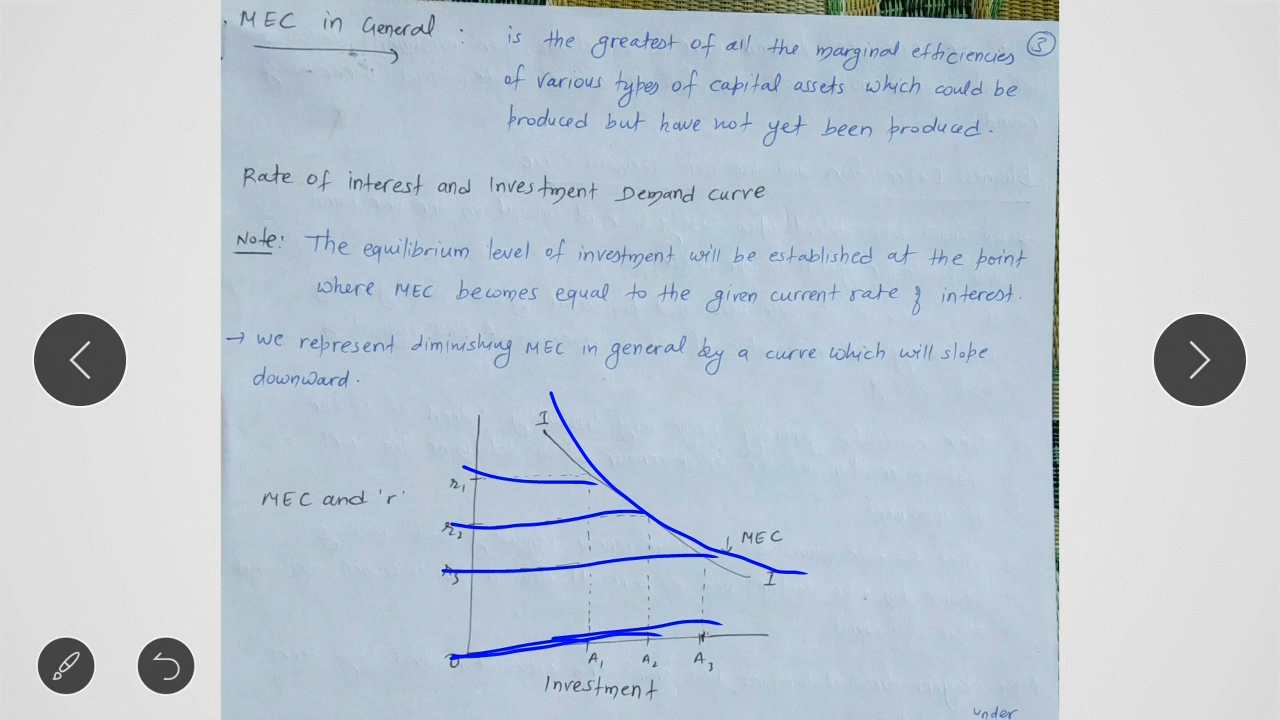 MEC in General : is the greatest of all the marginal efficiencies ③
of various types of capital assets which could be
produced but have not yet been produced.
Rate of interest and Investment Demand curve
Note: The equilibrium level of investment will be established at the point
where MEC becomes equal to the given current rate of interest.
→ we represent diminishing MEC in general by a curve which will slope
downward.
I
r₁
MEC and 'r'
r₂
MEC
r₃
I
0
A₁ A₂ A₃
Investment
under